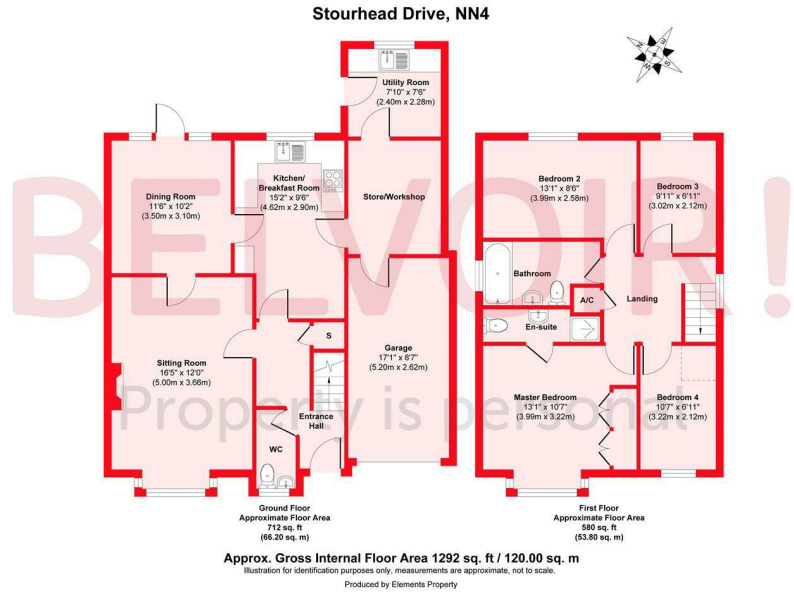 Stourhead Drive, NN4
N
E
S
W
Utility Room
7'10" x 7'6"
(2.40m x 2.28m)
Dining Room
11'6" x 10'2"
(3.50m x 3.10m)
Kitchen/
Breakfast Room
15'2" x 9'6"
(4.62m x 2.90m)
Store/Workshop
Sitting Room
16'5" x 12'0"
(5.00m x 3.66m)
S
Garage
17'1" x 8'7"
(5.20m x 2.62m)
Entrance
Hall
WC
Bedroom 2
13'1" x 8'6"
(3.99m x 2.58m)
Bedroom 3
9'11" x 6'11"
(3.02m x 2.12m)
Bathroom
A/C
Landing
En-suite
Master Bedroom
13'1" x 10'7"
(3.99m x 3.22m)
Bedroom 4
10'7" x 6'11"
(3.22m x 2.12m)
BELVOIR!
Property is personal
Ground Floor
Approximate Floor Area
712 sq. ft
(66.20 sq. m)
First Floor
Approximate Floor Area
580 sq. ft
(53.80 sq. m)
Approx. Gross Internal Floor Area 1292 sq. ft / 120.00 sq. m
Illustration for identification purposes only, measurements are approximate, not to scale.
Produced by Elements Property